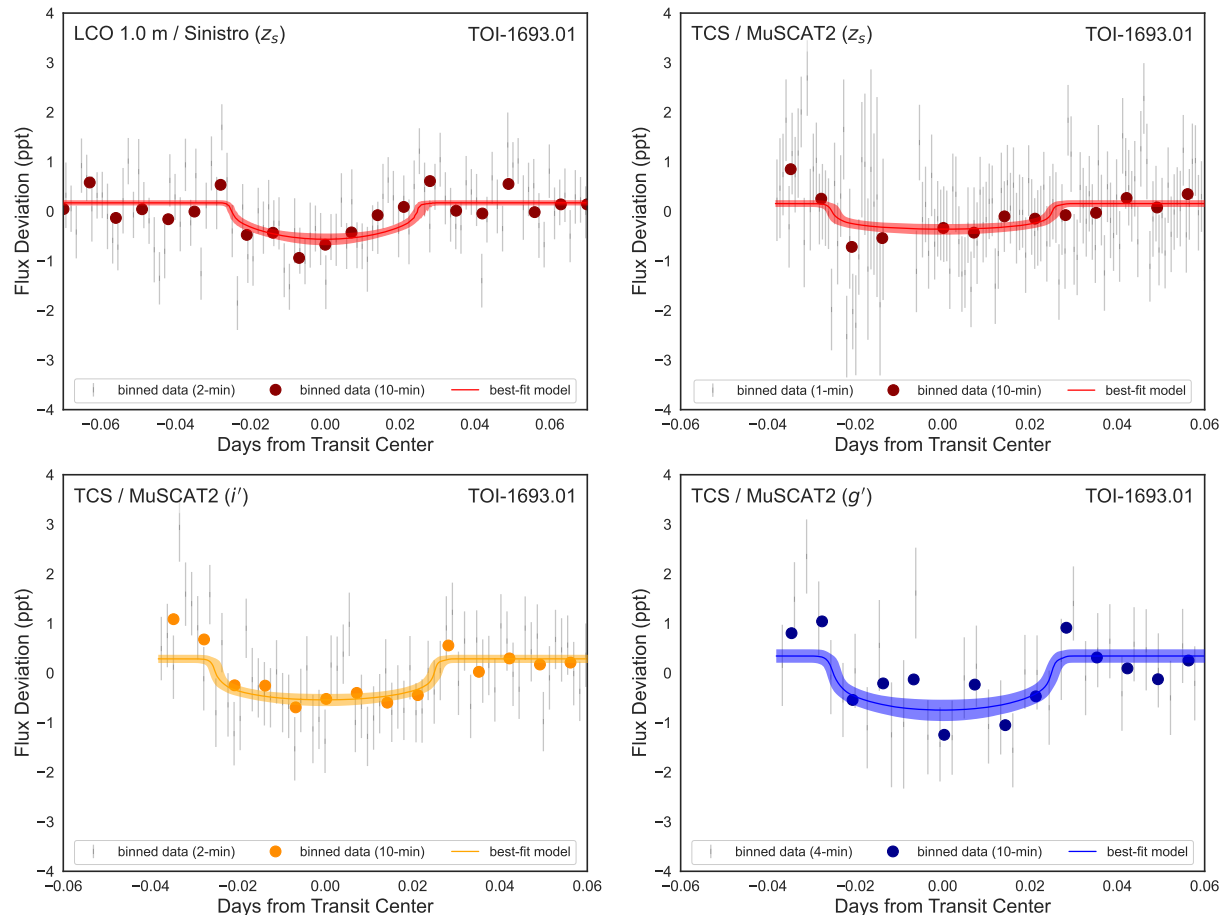 LCO 1.0 m / Sinistro (z_s) TOI-1693.01
4
3
2
1
0
−1
−2
−3
−4
Flux Deviation (ppt)
binned data (2-min) binned data (10-min) best-fit model
−0.06 −0.04 −0.02 0.00 0.02 0.04 0.06
Days from Transit Center
TCS / MuSCAT2 (z_s) TOI-1693.01
4
3
2
1
0
−1
−2
−3
−4
Flux Deviation (ppt)
binned data (1-min) binned data (10-min) best-fit model
−0.06 −0.04 −0.02 0.00 0.02 0.04 0.06
Days from Transit Center
TCS / MuSCAT2 (i′) TOI-1693.01
4
3
2
1
0
−1
−2
−3
−4
Flux Deviation (ppt)
binned data (2-min) binned data (10-min) best-fit model
−0.06 −0.04 −0.02 0.00 0.02 0.04 0.06
Days from Transit Center
TCS / MuSCAT2 (g′) TOI-1693.01
4
3
2
1
0
−1
−2
−3
−4
Flux Deviation (ppt)
binned data (4-min) binned data (10-min) best-fit model
−0.06 −0.04 −0.02 0.00 0.02 0.04 0.06
Days from Transit Center